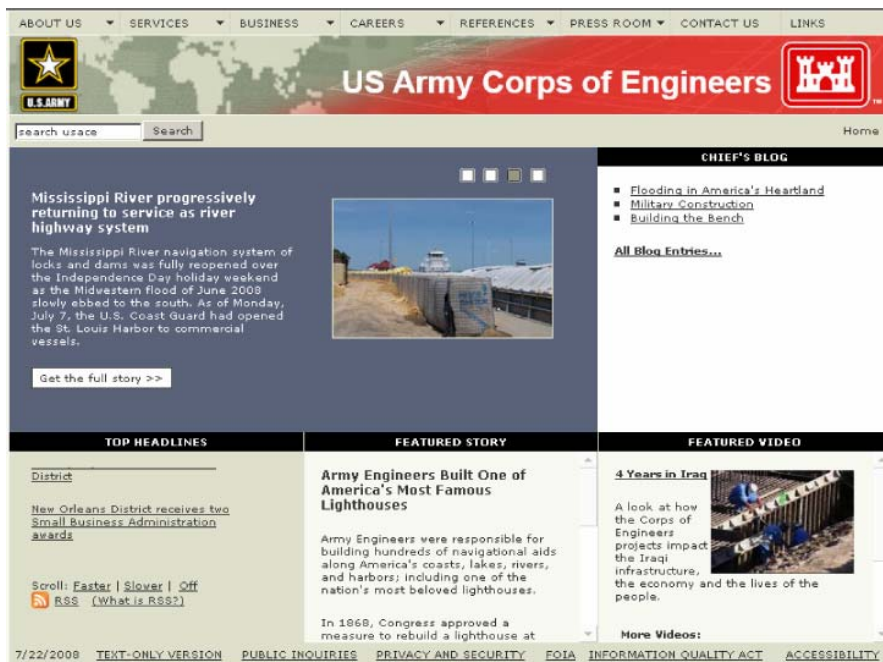 ABOUT US SERVICES BUSINESS CAREERS REFERENCES PRESS ROOM CONTACT US LINKS
U.S.ARMY
US Army Corps of Engineers
TM
search usace Search Home
Mississippi River progressively
returning to service as river
highway system
The Mississippi River navigation system of
locks and dams was fully reopened over
the Independence Day holiday weekend
as the Midwestern flood of June 2008
slowly ebbed to the south. As of Monday,
July 7, the U.S. Coast Guard had opened
the St. Louis Harbor to commercial
vessels.
Get the full story >>
CHIEF'S BLOG
Flooding in America's Heartland
Military Construction
Building the Bench
All Blog Entries...
TOP HEADLINES
District
New Orleans District receives two
Small Business Administration
awards
Scroll: Faster | Slower | Off
RSS (What is RSS?)
FEATURED STORY
Army Engineers Built One of
America's Most Famous
Lighthouses
Army Engineers were responsible for
building hundreds of navigational aids
along America's coasts, lakes, rivers,
and harbors; including one of the
nation's most beloved lighthouses.
In 1868, Congress approved a
measure to rebuild a lighthouse at
FEATURED VIDEO
4 Years in Iraq
A look at how
the Corps of
Engineers
projects impact
the Iraqi
infrastructure,
the economy and the lives of the
people.
More Videos:
7/22/2008 TEXT-ONLY VERSION PUBLIC INQUIRIES PRIVACY AND SECURITY FOIA INFORMATION QUALITY ACT ACCESSIBILITY